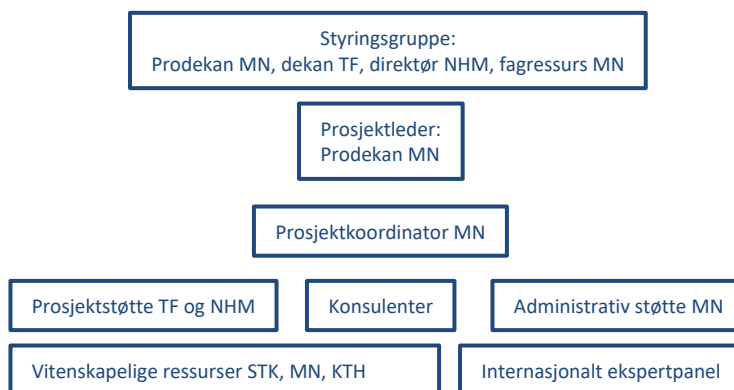 Styringsgruppe:
Prodekan MN, dekan TF, direktør NHM, fagressurs MN
Prosjektleder:
Prodekan MN
Prosjektkoordinator MN
Prosjektstøtte TF og NHM
Konsulenter
Administrativ støtte MN
Vitenskapelige ressurser STK, MN, KTH
Internasjonalt ekspertpanel